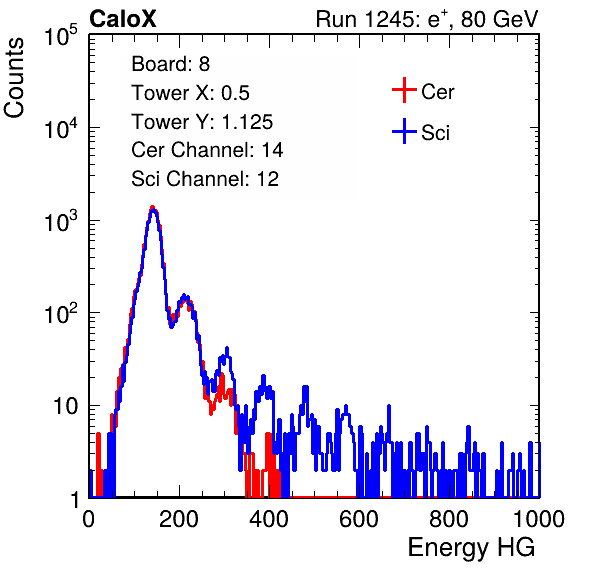 CaloX Run 1245: e⁺, 80 GeV
Counts
Board: 8
Tower X: 0.5
Tower Y: 1.125
Cer Channel: 14
Sci Channel: 12
Cer
Sci
10⁵
10⁴
10³
10²
10
1
0 200 400 600 800 1000
Energy HG